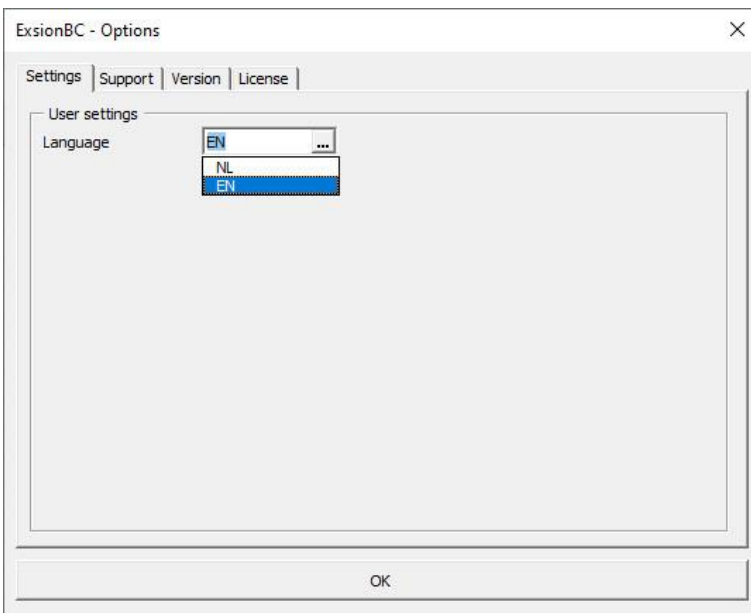 ExsionBC - Options
Settings Support Version License
User settings
Language EN ...
NL
EN
OK